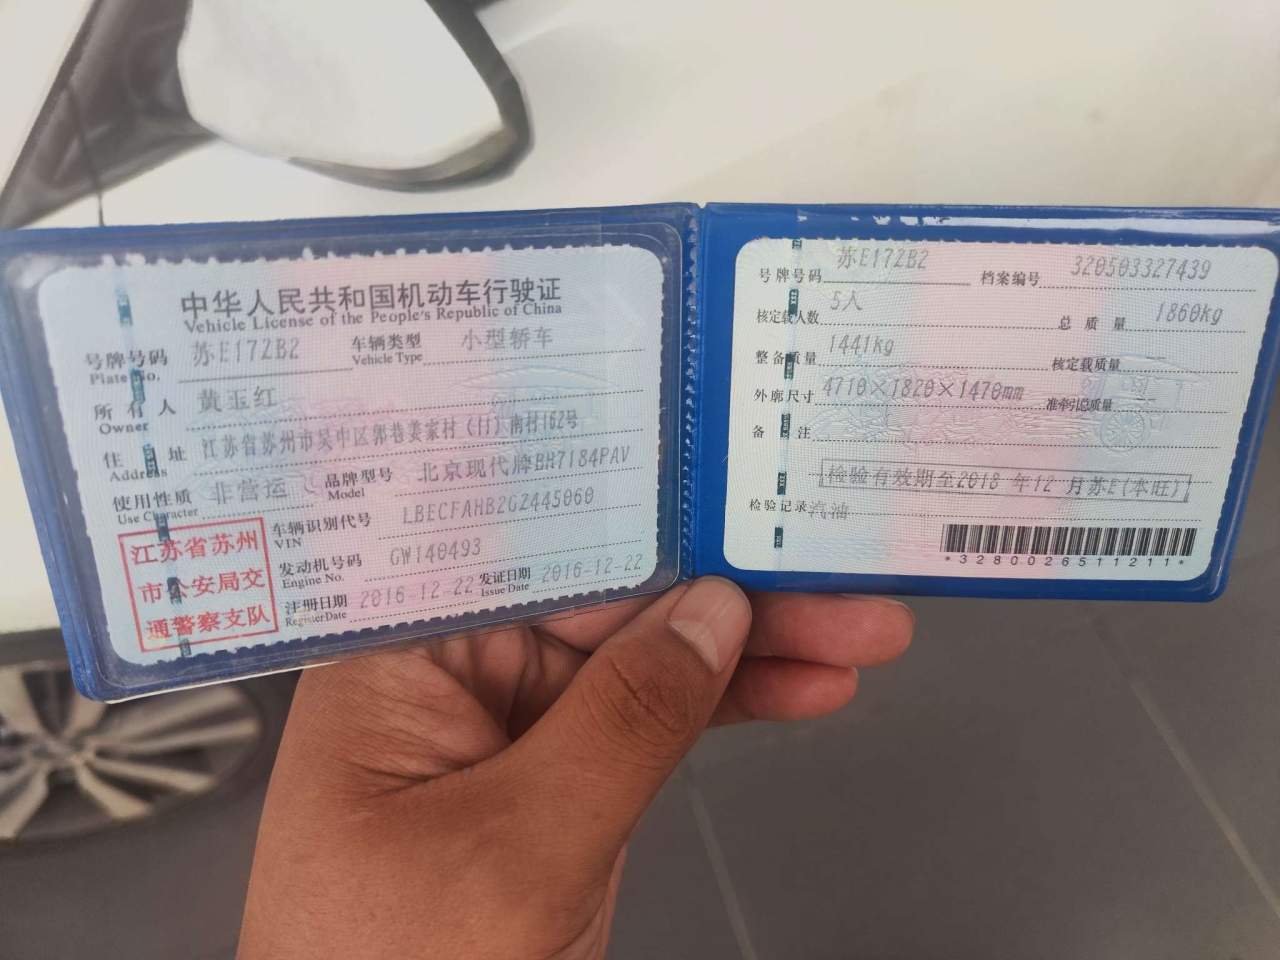 中华人民共和国机动车行驶证
Vehicle License of the People's Republic of China
号牌号码 苏E17ZB2 车辆类型 小型轿车
Plate No. Vehicle Type
所有人 黄玉红
Owner
住址 江苏省苏州市吴中区郭巷姜家村(11)南村162号
Address
使用性质 非营运 品牌型号 北京现代牌BH7184PAV
Use Character Model
车辆识别代号 LBECFAHB2GZ445060
VIN
发动机号码 GW140493
Engine No.
注册日期 2016-12-22 发证日期 2016-12-22
RegisterDate Issue Date
江苏省苏州
市公安局交
通警察支队
号牌号码 苏E17ZB2 档案编号 320503327439
核定载人数 5人 总质量 1860kg
整备质量 1441kg 核定载质量 --
外廓尺寸 4710×1820×1470mm 准牵引总质量 --
备注
检验有效期至2018年12月苏E(本旺)
检验记录 汽油
*3280026511211*